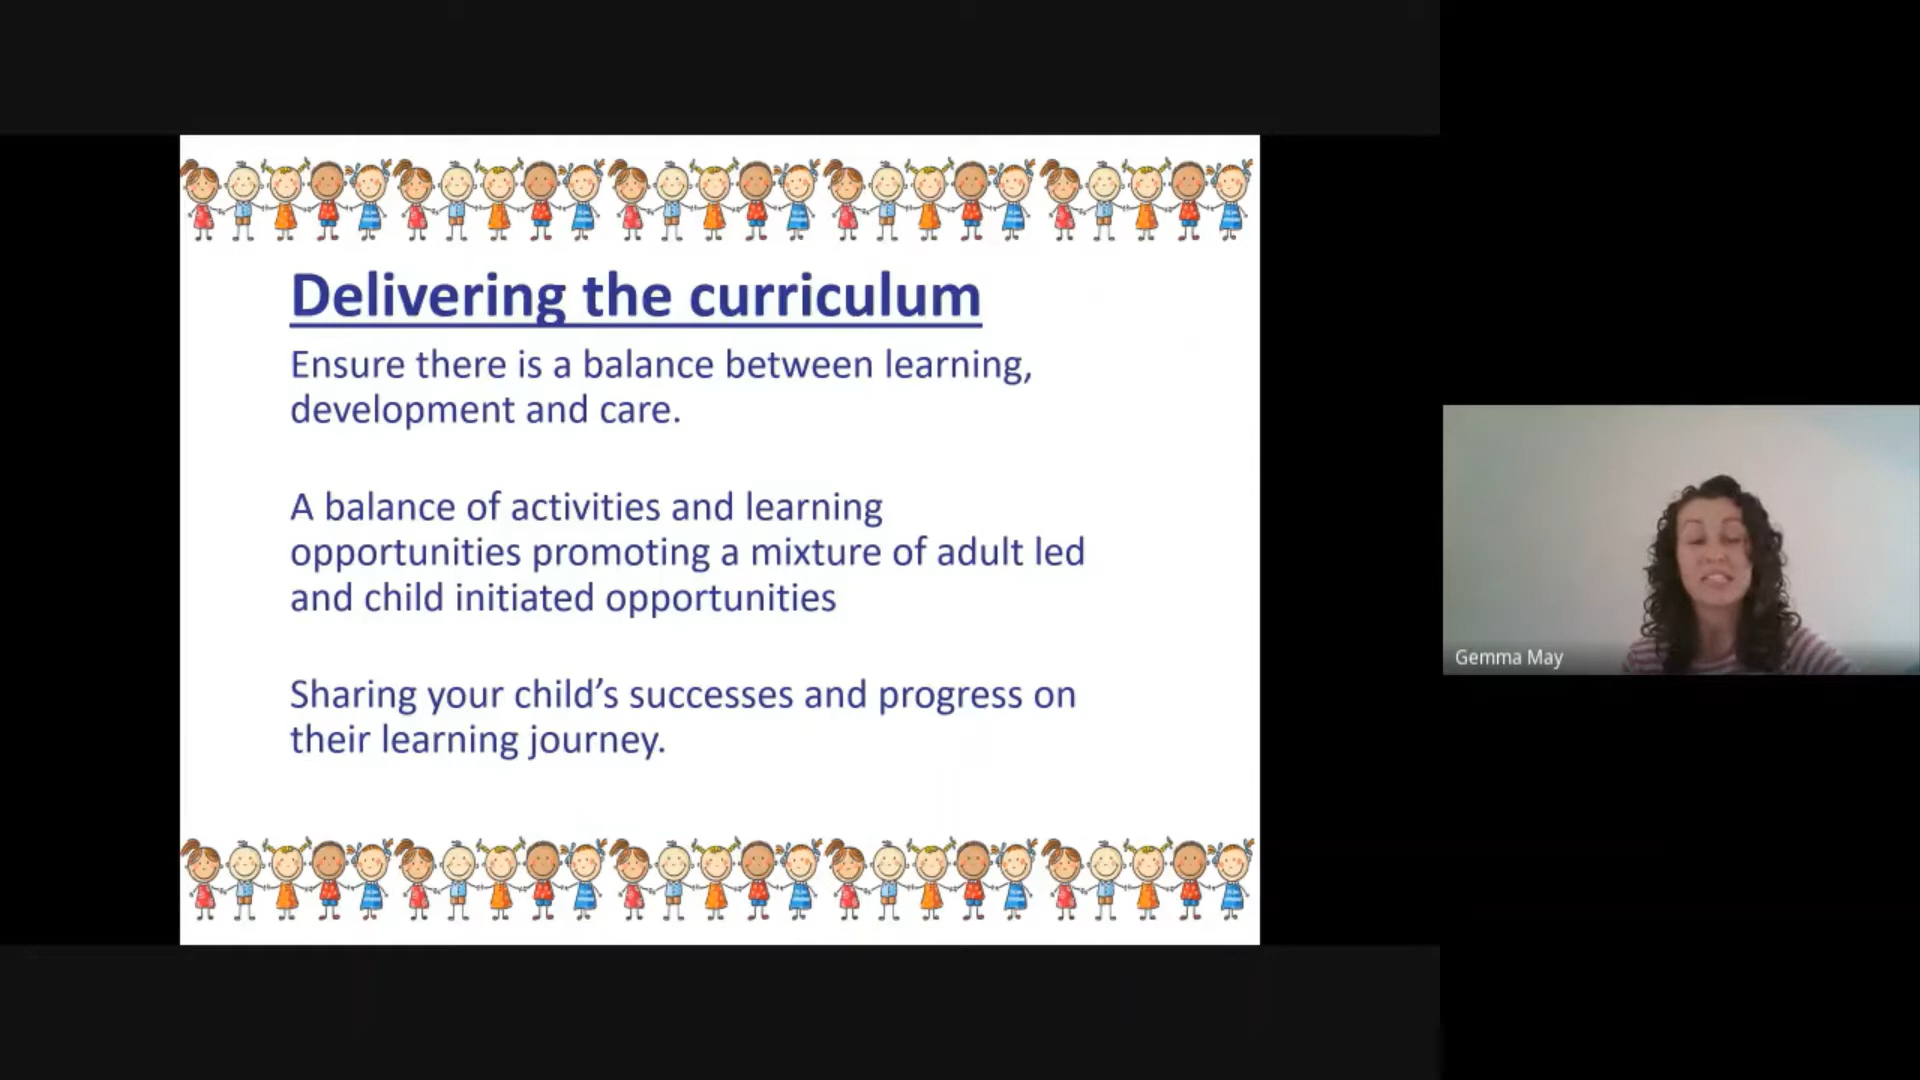 Delivering the curriculum
Ensure there is a balance between learning,
development and care.
A balance of activities and learning
opportunities promoting a mixture of adult led
and child initiated opportunities
Sharing your child’s successes and progress on
their learning journey.
Gemma May